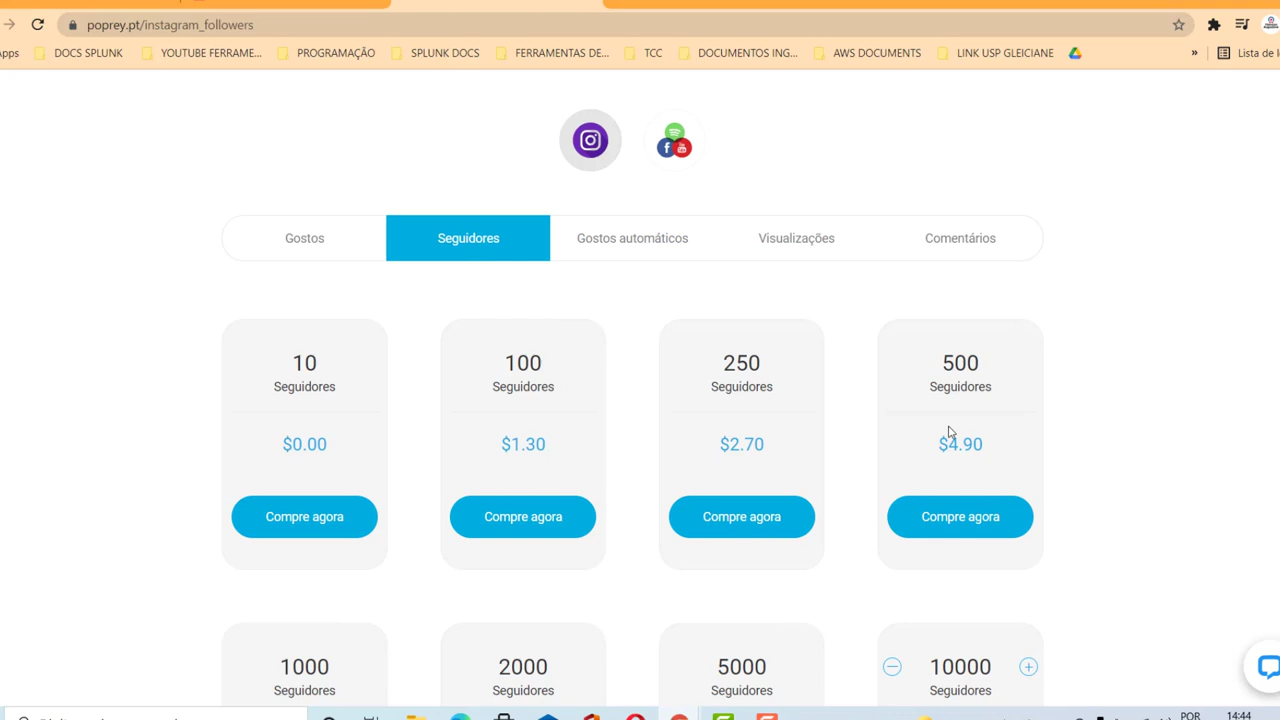 poprey.pt/instagram_followers
Apps DOCS SPLUNK YOUTUBE FERRAME... PROGRAMAÇÃO SPLUNK DOCS FERRAMENTAS DE... TCC DOCUMENTOS ING... AWS DOCUMENTS LINK USP GLEICIANE » Lista de
Gostos Seguidores Gostos automáticos Visualizações Comentários
10 100 250 500
Seguidores Seguidores Seguidores Seguidores
$0.00 $1.30 $2.70 $4.90
Compre agora Compre agora Compre agora Compre agora
1000 2000 5000 10000
Seguidores Seguidores Seguidores Seguidores
POR 14:44